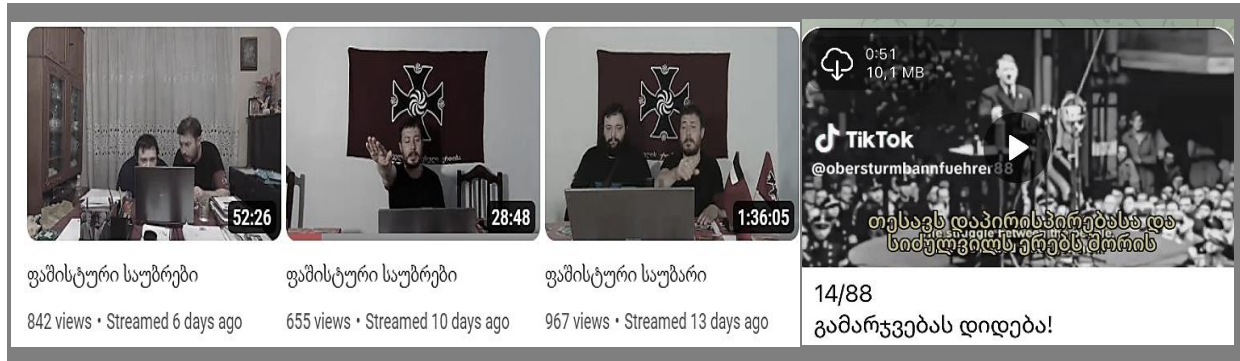 52:26
ფაშისტური საუბრები
842 views • Streamed 6 days ago
28:48
ფაშისტური საუბრები
655 views • Streamed 10 days ago
1:36:05
ფაშისტური საუბარი
967 views • Streamed 13 days ago
0:51
10,1 MB
TikTok
@obersturmbannfuehrer88
თესავს დაპირისპირებასა და
სიძულვილს ერებს შორის
14/88
გამარჯვებას დიდება!